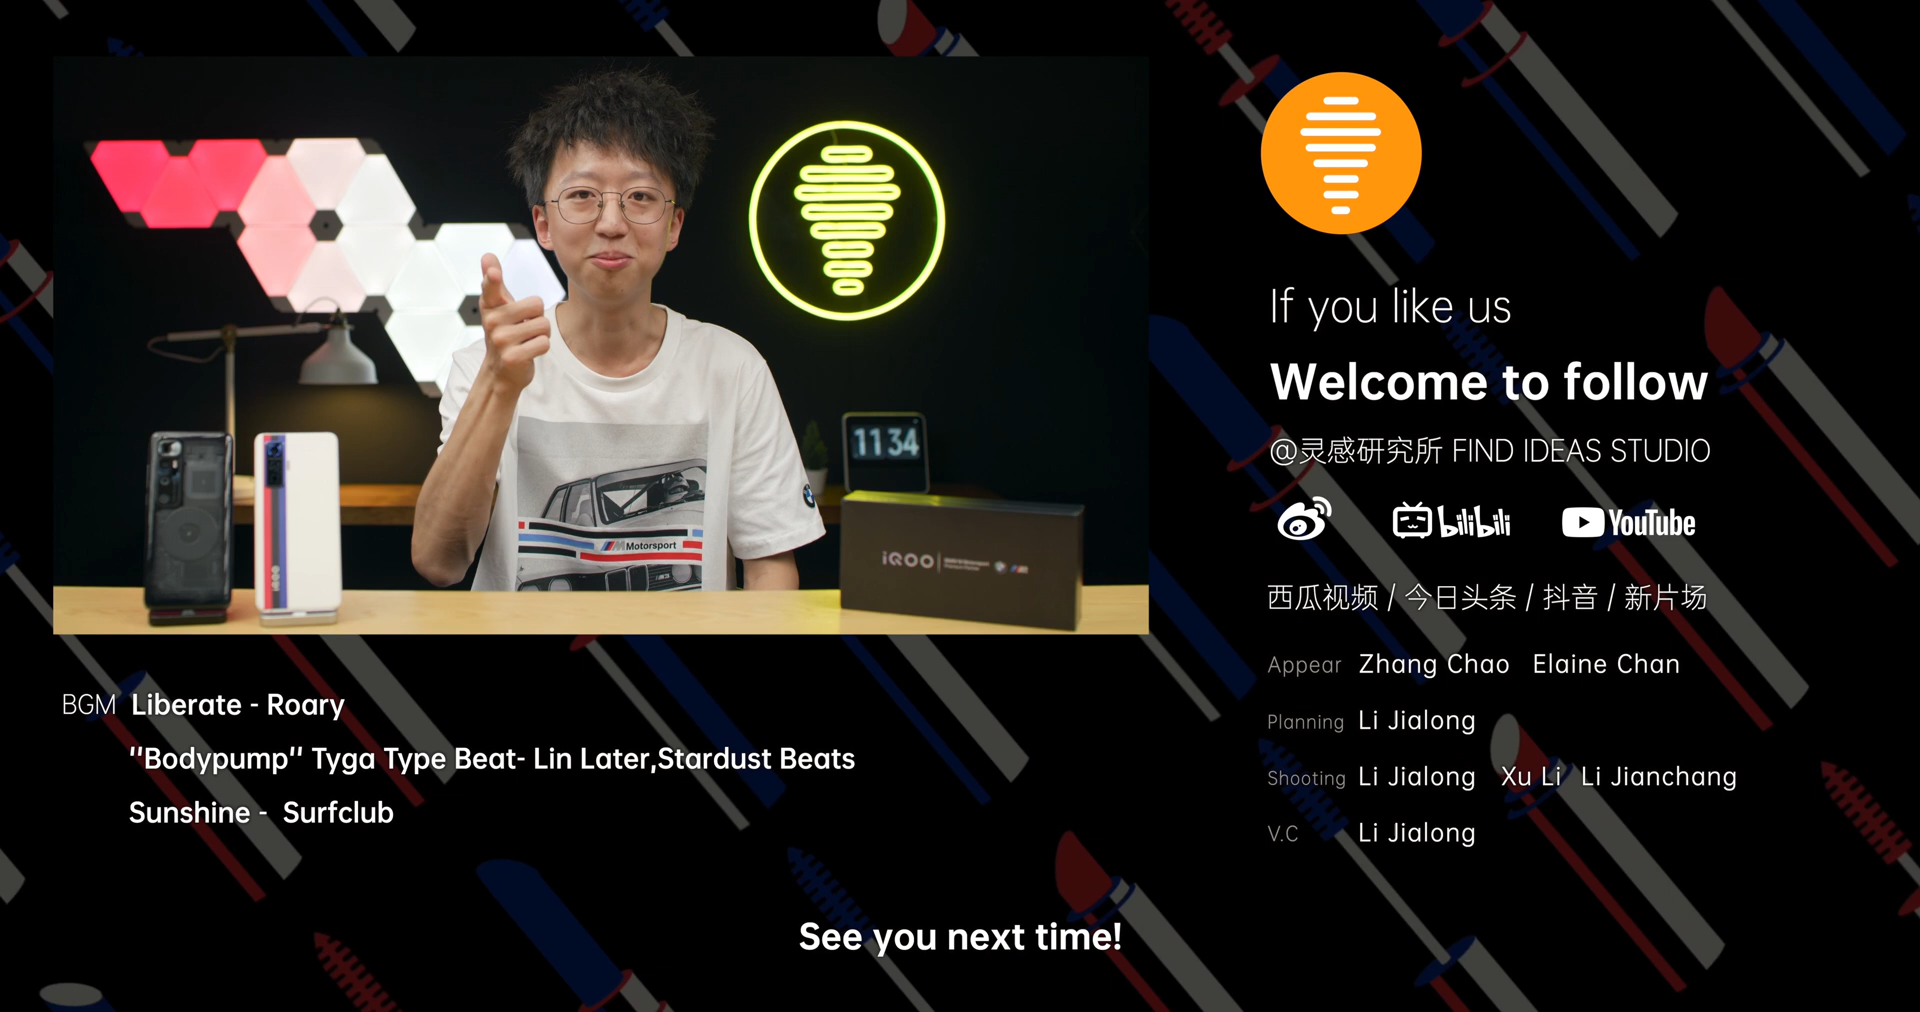 11 34
Motorsport
iQOO
iQOO
BGM Liberate - Roary
"Bodypump" Tyga Type Beat- Lin Later,Stardust Beats
Sunshine - Surfclub
If you like us
Welcome to follow
@灵感研究所 FIND IDEAS STUDIO
bilibili YouTube
西瓜视频 / 今日头条 / 抖音 / 新片场
Appear Zhang Chao Elaine Chan
Planning Li Jialong
Shooting Li Jialong Xu Li Li Jianchang
V.C Li Jialong
See you next time!